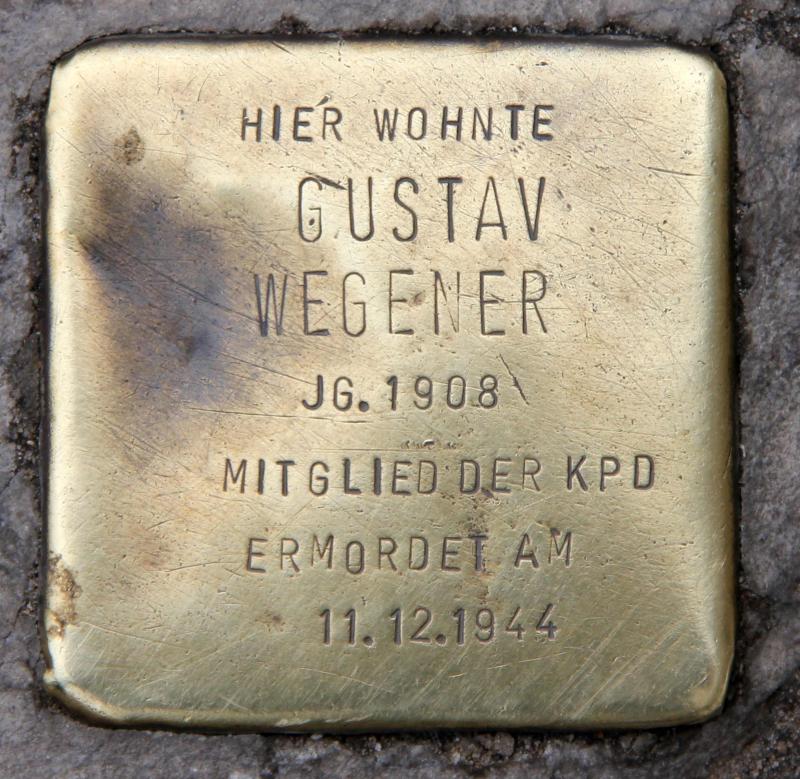 HIER WOHNTE
GUSTAV
WEGENER
JG. 1908
MITGLIED DER KPD
ERMORDET AM
11.12.1944